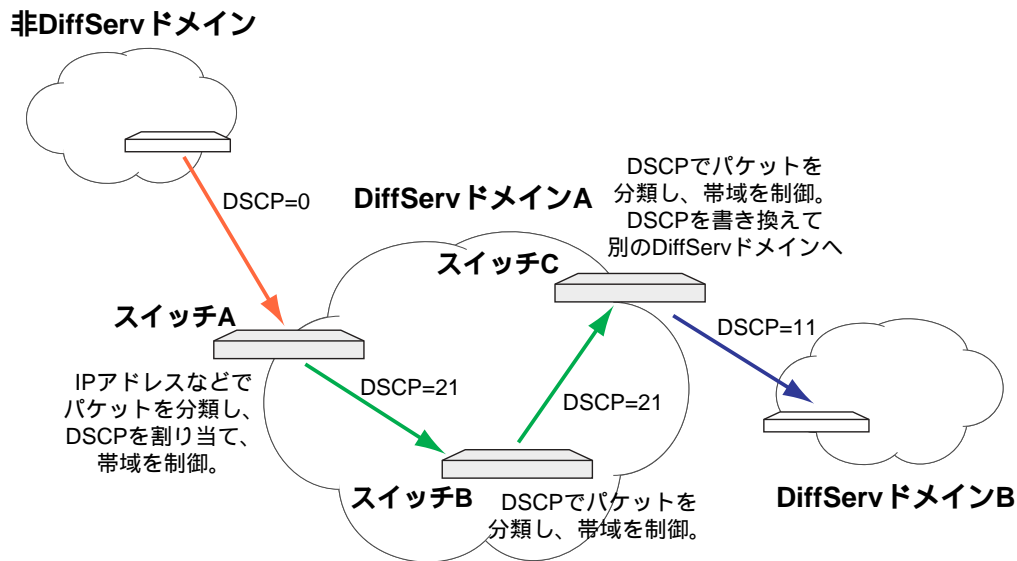 非DiffServドメイン
DSCP=0
DiffServドメインA
DSCPでパケットを
分類し、帯域を制御。
DSCPを書き換えて
別のDiffServドメインへ
スイッチC
スイッチA
DSCP=11
IPアドレスなどで
パケットを分類し、
DSCPを割り当て、
帯域を制御。
DSCP=21
DSCP=21
スイッチB
DSCPでパケットを
分類し、帯域を制御。
DiffServドメインB